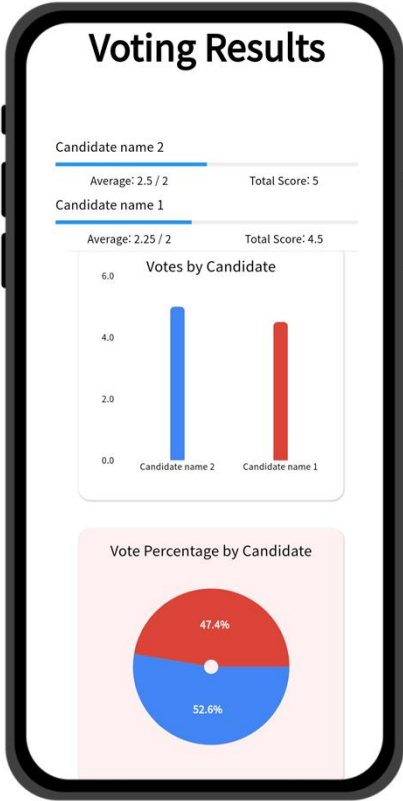 Voting Results
Candidate name 2
Average: 2.5 / 2 Total Score: 5
Candidate name 1
Average: 2.25 / 2 Total Score: 4.5
Votes by Candidate
6.0
4.0
2.0
0.0
Candidate name 2 Candidate name 1
Vote Percentage by Candidate
47.4%
52.6%